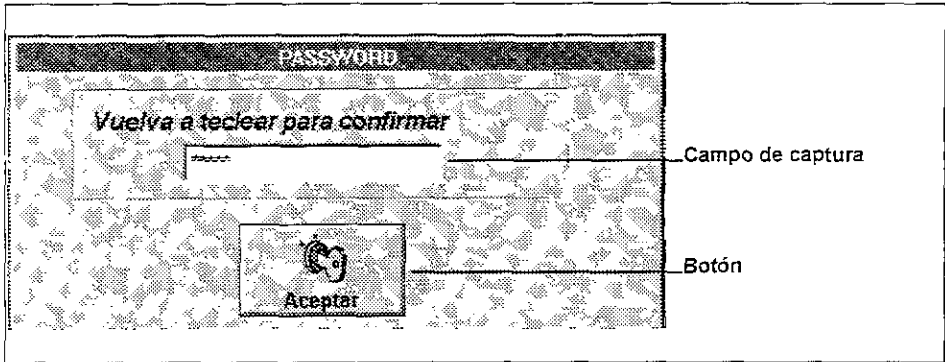 PASSWORD
Vuelva a teclear para confirmar
Campo de captura
Botón
Aceptar